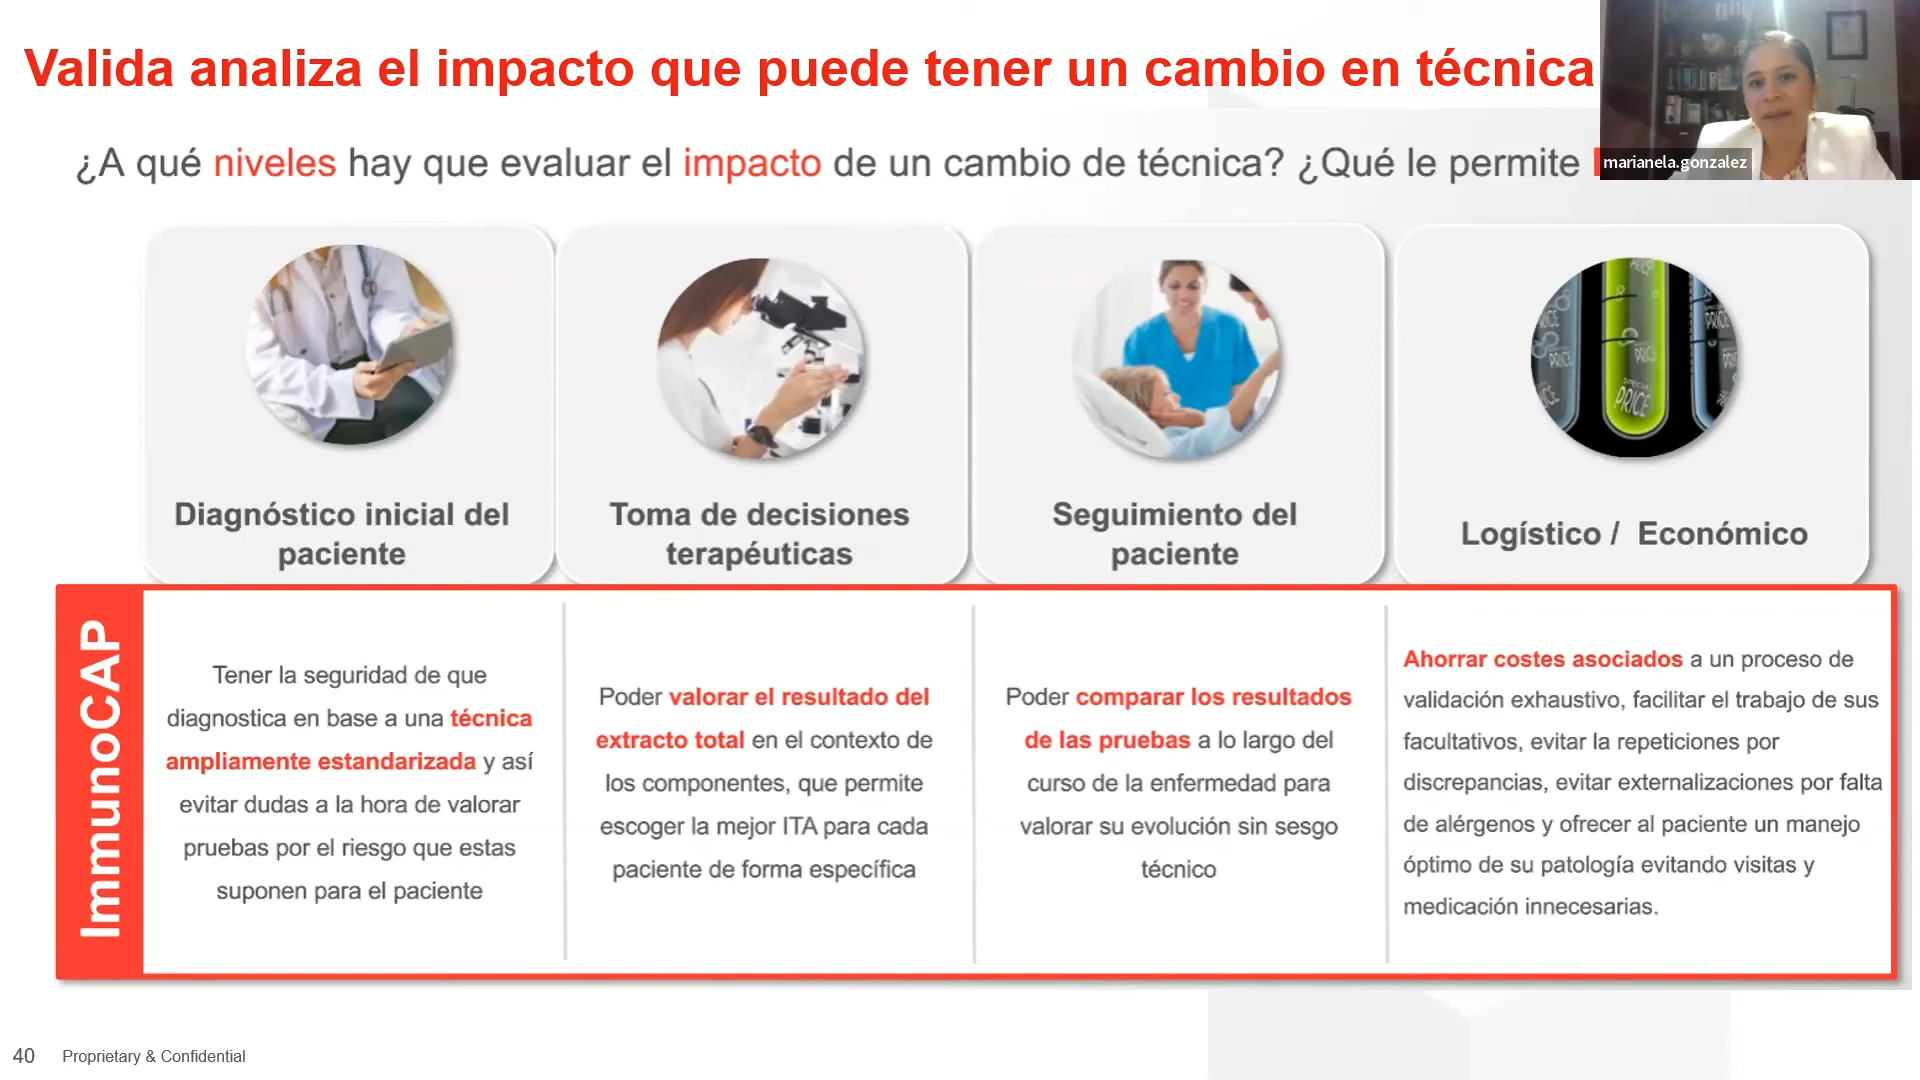 Valida analiza el impacto que puede tener un cambio en técnica
marianela.gonzalez
¿A qué niveles hay que evaluar el impacto de un cambio de técnica? ¿Qué le permite
PRICE
PRICE
PRICE
PRICE
SPECIAL
PRICE
Diagnóstico inicial del
paciente
Toma de decisiones
terapéuticas
Seguimiento del
paciente
Logístico / Económico
ImmunoCAP
Tener la seguridad de que
diagnostica en base a una técnica
ampliamente estandarizada y así
evitar dudas a la hora de valorar
pruebas por el riesgo que estas
suponen para el paciente
Poder valorar el resultado del
extracto total en el contexto de
los componentes, que permite
escoger la mejor ITA para cada
paciente de forma específica
Poder comparar los resultados
de las pruebas a lo largo del
curso de la enfermedad para
valorar su evolución sin sesgo
técnico
Ahorrar costes asociados a un proceso de
validación exhaustivo, facilitar el trabajo de sus
facultativos, evitar la repeticiones por
discrepancias, evitar externalizaciones por falta
de alérgenos y ofrecer al paciente un manejo
óptimo de su patología evitando visitas y
medicación innecesarias.
40 Proprietary & Confidential